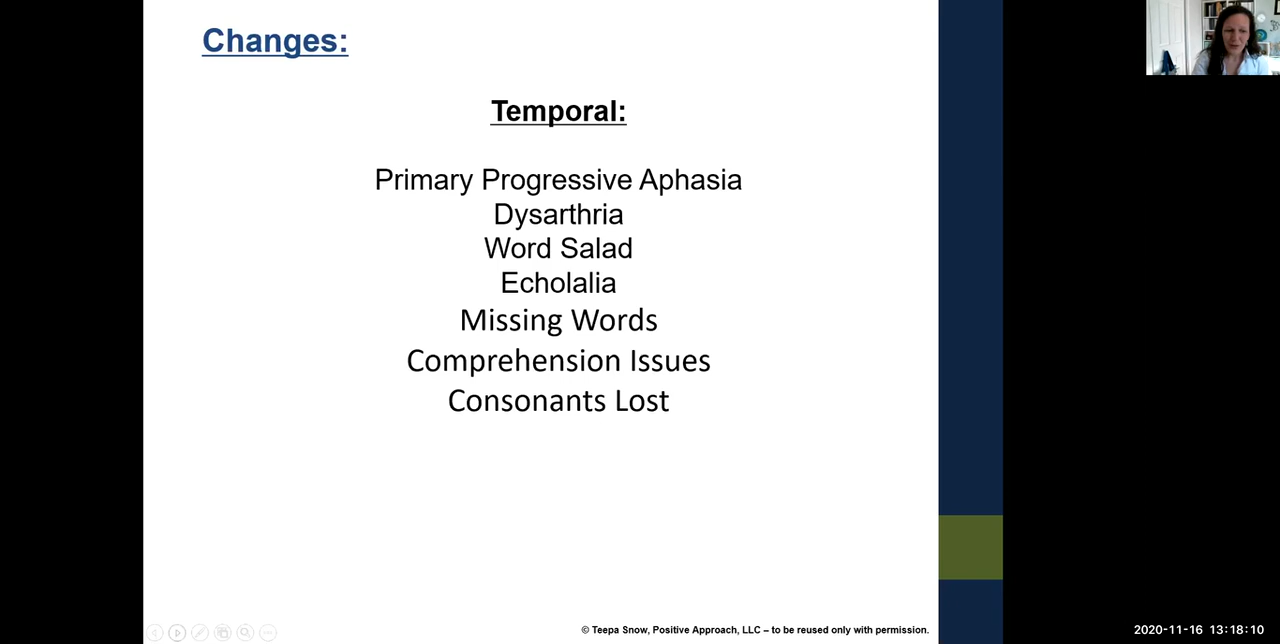 Changes:
Temporal:
Primary Progressive Aphasia
Dysarthria
Word Salad
Echolalia
Missing Words
Comprehension Issues
Consonants Lost
© Teepa Snow, Positive Approach, LLC – to be reused only with permission.
2020-11-16 13:18:10